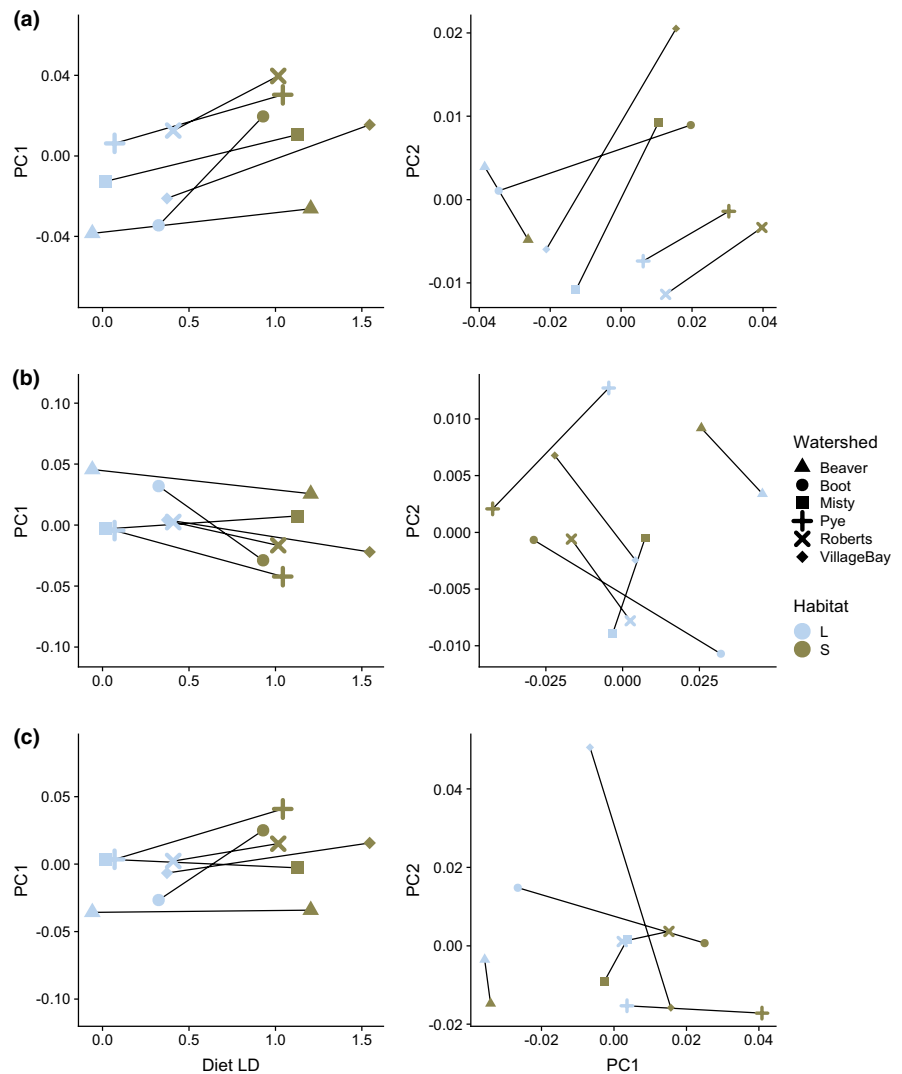 (a)
PC1
0.04
0.00
-0.04
0.0 0.5 1.0 1.5
PC2
0.02
0.01
0.00
-0.01
-0.04 -0.02 0.00 0.02 0.04
(b)
PC1
0.10
0.05
0.00
-0.05
-0.10
0.0 0.5 1.0 1.5
PC2
0.010
0.005
0.000
-0.005
-0.010
-0.025 0.000 0.025
Watershed
Beaver
Boot
Misty
Pye
Roberts
VillageBay
Habitat
L
S
(c)
PC1
0.05
0.00
-0.05
-0.10
0.0 0.5 1.0 1.5
Diet LD
PC2
0.04
0.02
0.00
-0.02
-0.02 0.00 0.02 0.04
PC1